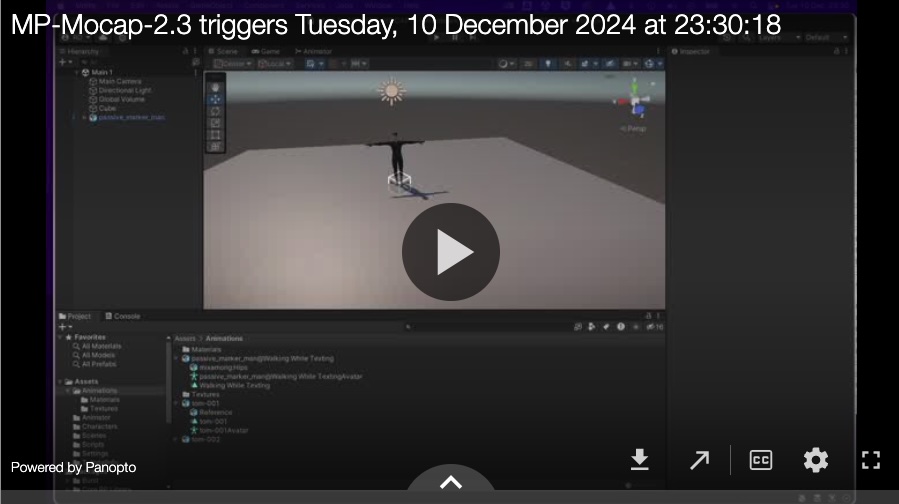 MP-Mocap-2.3 triggers Tuesday, 10 December 2024 at 23:30:18
Hierarchy
Scene Game Animator
Inspector
Default
Main 1
Main Camera
Directional Light
Global Volume
Cube
passive_marker_man
Center Local
2D
Persp
Project Console
Favorites
All Materials
All Models
All Prefabs
Assets
Animations
Materials
Textures
Animator
Characters
Scenes
Scripts
Settings
Assets > Animations
Materials
passive_marker_man@Walking While Texting
mixamorig:Hips
passive_marker_man@Walking While TextingAvatar
Walking While Texting
Textures
tom-001
Reference
tom-001
tom-001Avatar
tom-002
Powered by Panopto
CC